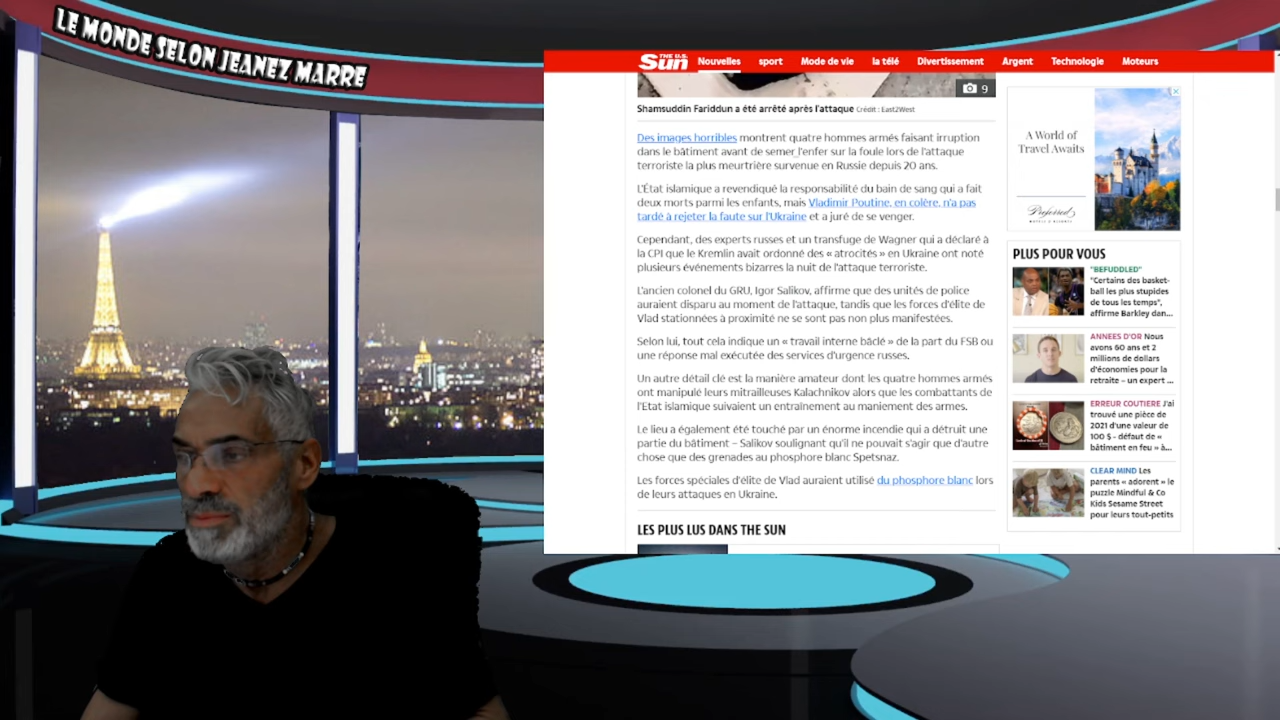 LE MONDE SELON JEANEZ MARRE
THE U.S. Sun
Nouvelles sport Mode de vie la télé Divertissement Argent Technologie Moteurs
9
Shamsuddin Fariddun a été arrêté après l'attaque Crédit : East2West
Des images horribles montrent quatre hommes armés faisant irruption
dans le bâtiment avant de semer l'enfer sur la foule lors de l'attaque
terroriste la plus meurtrière survenue en Russie depuis 20 ans.
L'État islamique a revendiqué la responsabilité du bain de sang qui a fait
deux morts parmi les enfants, mais Vladimir Poutine, en colère, n'a pas
tardé à rejeter la faute sur l'Ukraine et a juré de se venger.
Cependant, des experts russes et un transfuge de Wagner qui a déclaré à
la CPI que le Kremlin avait ordonné des « atrocités » en Ukraine ont noté
plusieurs événements bizarres la nuit de l'attaque terroriste.
L'ancien colonel du GRU, Igor Salikov, affirme que des unités de police
auraient disparu au moment de l'attaque, tandis que les forces d'élite de
Vlad stationnées à proximité ne se sont pas non plus manifestées.
Selon lui, tout cela indique un « travail interne bâclé » de la part du FSB ou
une réponse mal exécutée des services d'urgence russes.
Un autre détail clé est la manière amateur dont les quatre hommes armés
ont manipulé leurs mitrailleuses Kalachnikov alors que les combattants de
l'Etat islamique suivaient un entraînement au maniement des armes.
Le lieu a également été touché par un énorme incendie qui a détruit une
partie du bâtiment – Salikov soulignant qu'il ne pouvait s'agir que d'autre
chose que des grenades au phosphore blanc Spetsnaz.
Les forces spéciales d'élite de Vlad auraient utilisé du phosphore blanc lors
de leurs attaques en Ukraine.
LES PLUS LUS DANS THE SUN
A World of
Travel Awaits
Preferred
HOTELS & RESORTS
PLUS POUR VOUS
"BEFUDDLED"
"Certains des basket-
ball les plus stupides
de tous les temps",
affirme Barkley dan...
ANNEES D'OR Nous
avons 60 ans et 2
millions de dollars
d'économies pour la
retraite – un expert ...
ERREUR COUTIERE J'ai
trouvé une pièce de
2021 d'une valeur de
100 $ - défaut de «
bâtiment en feu » à...
CLEAR MIND Les
parents « adorent » le
puzzle Mindful & Co
Kids Sesame Street
pour leurs tout-petits